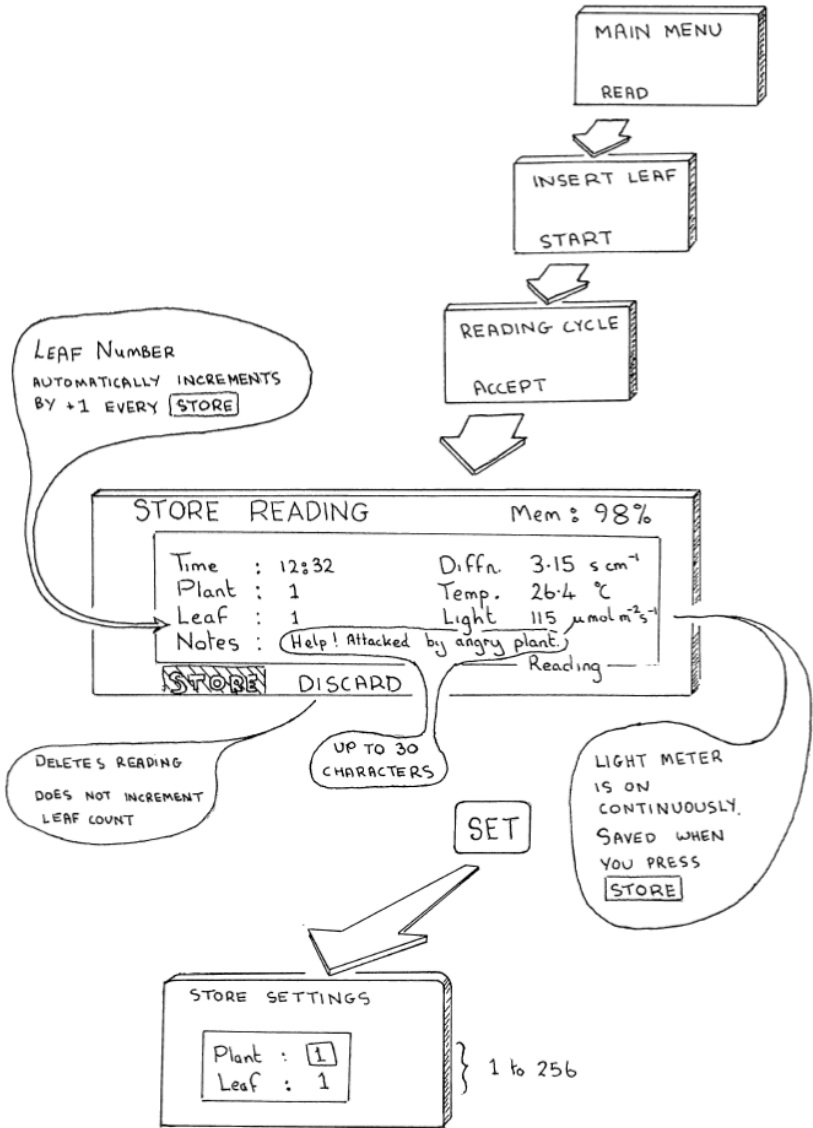 MAIN MENU
READ
INSERT LEAF
START
READING CYCLE
ACCEPT
LEAF NUMBER
AUTOMATICALLY INCREMENTS
BY +1 EVERY STORE
STORE READING Mem: 98%
Time : 12:32 Diffn. 3·15 s cm⁻¹
Plant : 1 Temp. 26·4 °C
Leaf : 1 Light 115 μmol m⁻²s⁻¹
Notes : Help! Attacked by angry plant.
Reading
STORE DISCARD
DELETES READING
DOES NOT INCREMENT
LEAF COUNT
UP TO 30
CHARACTERS
LIGHT METER
IS ON
CONTINUOUSLY.
SAVED WHEN
YOU PRESS
STORE
SET
STORE SETTINGS
Plant : 1
Leaf : 1
1 to 256